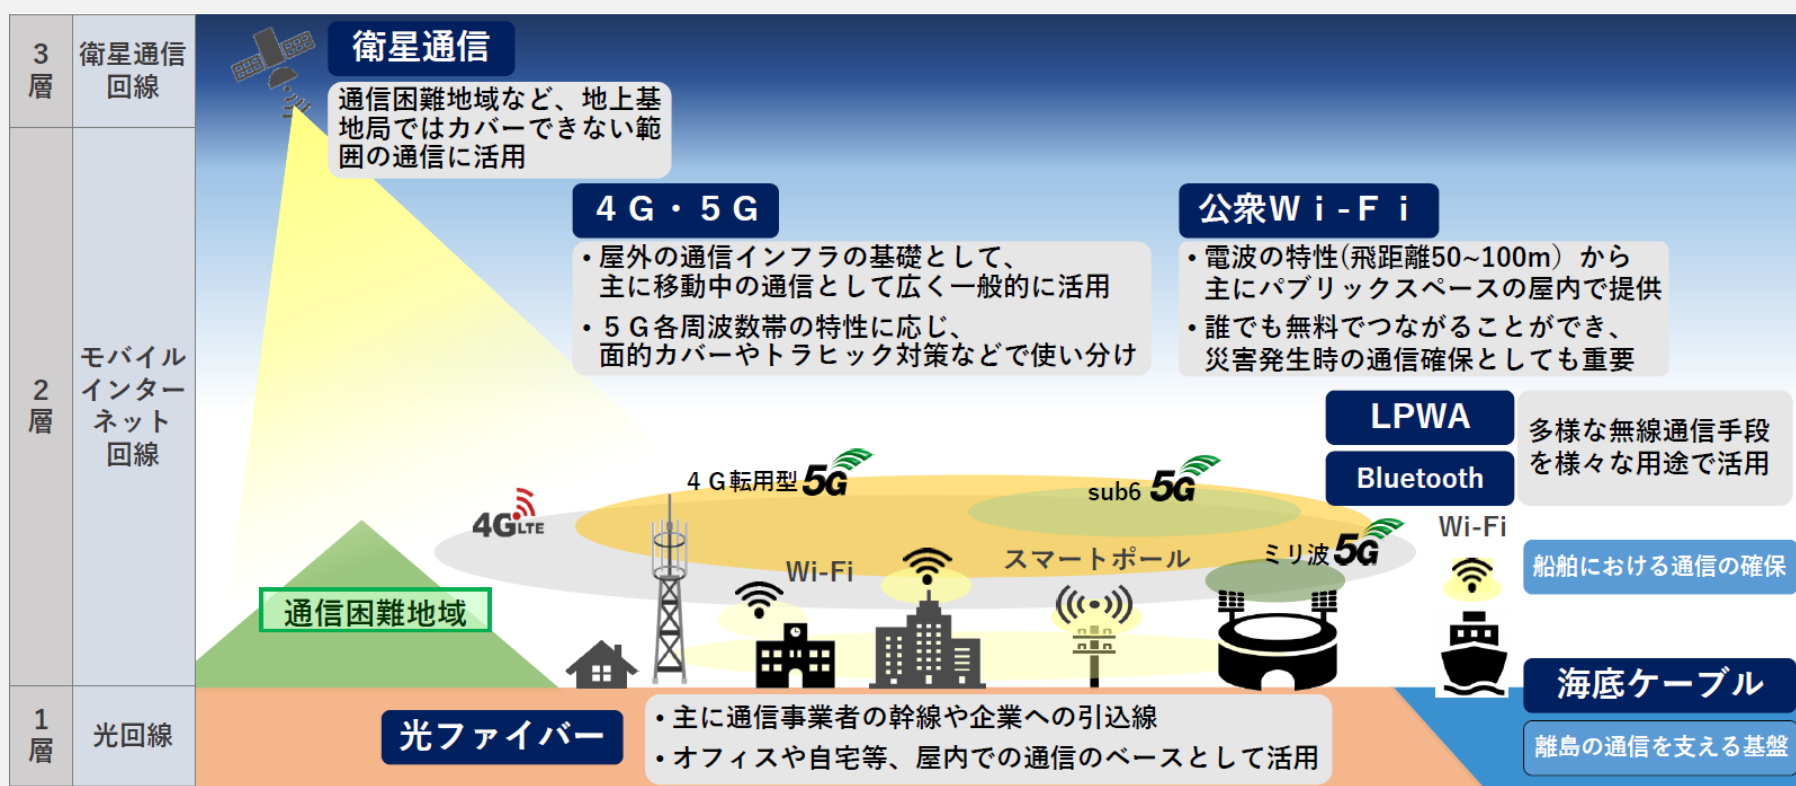 3
層
衛星通信
回線
衛星通信
通信困難地域など、地上基
地局ではカバーできない範
囲の通信に活用
2
層
モバイル
インター
ネット
回線
４Ｇ・５Ｇ
• 屋外の通信インフラの基礎として、
主に移動中の通信として広く一般的に活用
• ５Ｇ各周波数帯の特性に応じ、
面的カバーやトラヒック対策などで使い分け
公衆Ｗｉ-Ｆｉ
• 電波の特性(飛距離50~100m）から
主にパブリックスペースの屋内で提供
• 誰でも無料でつながることができ、
災害発生時の通信確保としても重要
LPWA
Bluetooth
多様な無線通信手段
を様々な用途で活用
4G LTE
４Ｇ転用型 5G
sub6 5G
ミリ波 5G
Wi-Fi
スマートポール
Wi-Fi
船舶における通信の確保
通信困難地域
1
層
光回線
光ファイバー
• 主に通信事業者の幹線や企業への引込線
• オフィスや自宅等、屋内での通信のベースとして活用
海底ケーブル
離島の通信を支える基盤